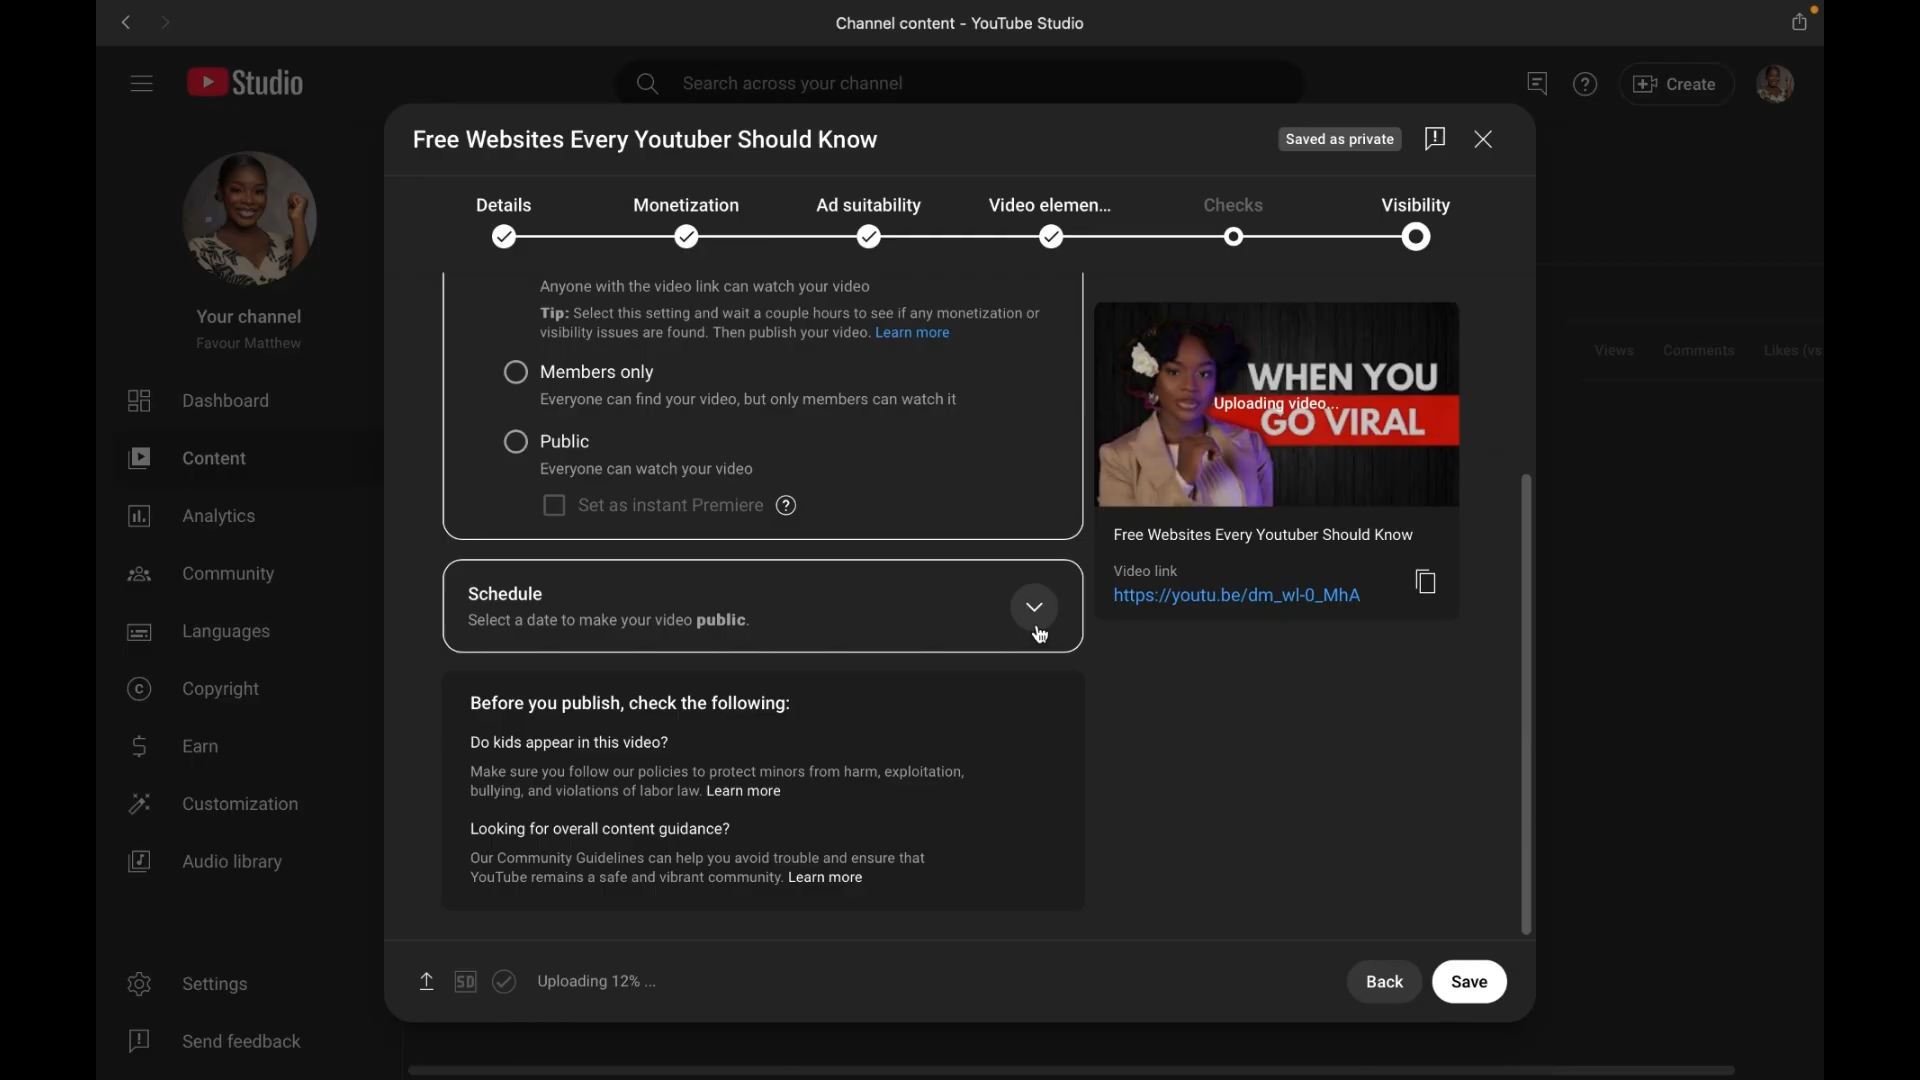 Channel content - YouTube Studio
Studio
Search across your channel
Create
Free Websites Every Youtuber Should Know
Saved as private
Details
Monetization
Ad suitability
Video elemen...
Checks
Visibility
Your channel
Favour Matthew
Dashboard
Content
Analytics
Community
Languages
Copyright
Earn
Customization
Audio library
Settings
Send feedback
Anyone with the video link can watch your video
Tip: Select this setting and wait a couple hours to see if any monetization or
visibility issues are found. Then publish your video. Learn more
Members only
Everyone can find your video, but only members can watch it
Public
Everyone can watch your video
Set as instant Premiere
Schedule
Select a date to make your video public.
Before you publish, check the following:
Do kids appear in this video?
Make sure you follow our policies to protect minors from harm, exploitation,
bullying, and violations of labor law. Learn more
Looking for overall content guidance?
Our Community Guidelines can help you avoid trouble and ensure that
YouTube remains a safe and vibrant community. Learn more
WHEN YOU
Uploading video...
GO VIRAL
Free Websites Every Youtuber Should Know
Video link
https://youtu.be/dm_wl-0_MhA
Views
Comments
Likes (vs
SD
Uploading 12% ...
Back
Save